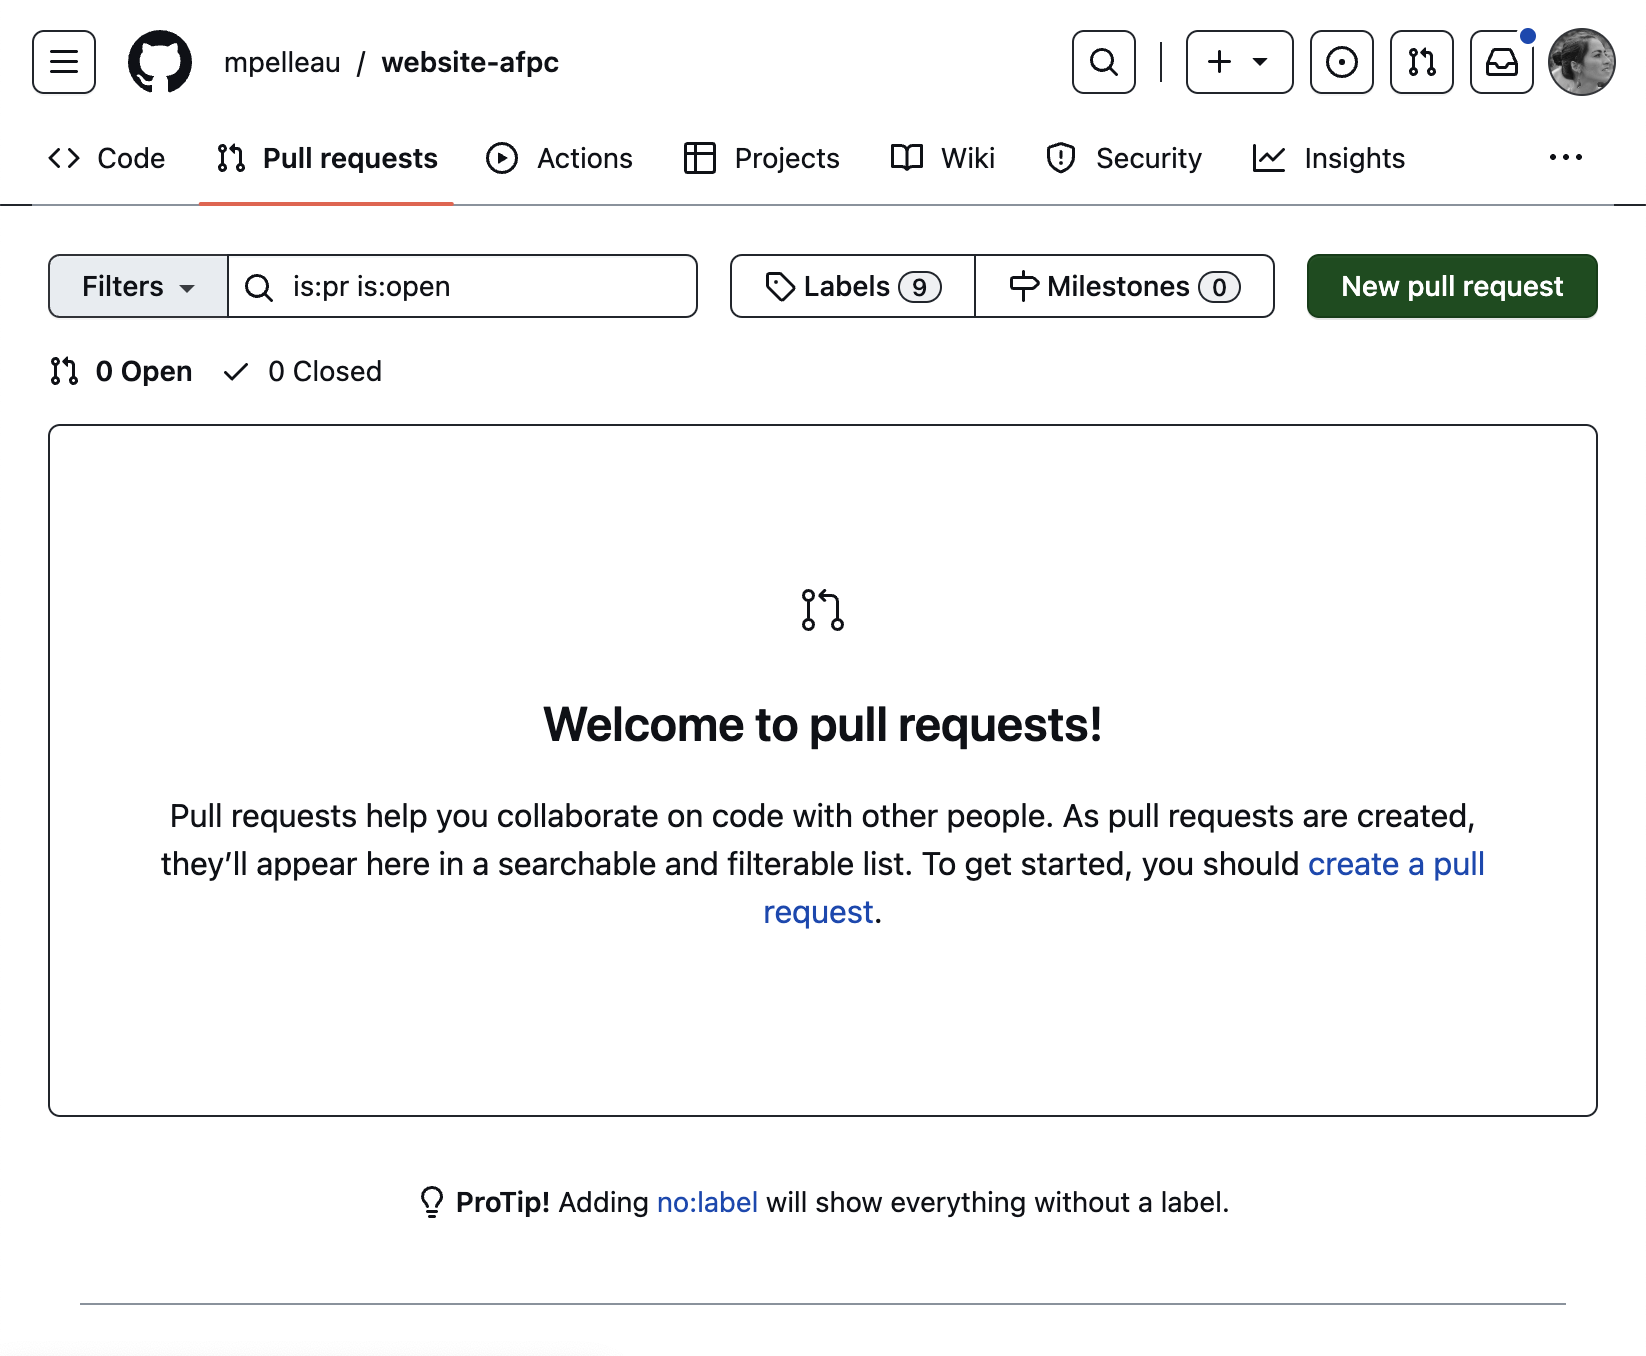 mpelleau / website-afpc
Code Pull requests Actions Projects Wiki Security Insights
Filters is:pr is:open Labels 9 Milestones 0 New pull request
0 Open 0 Closed
Welcome to pull requests!
Pull requests help you collaborate on code with other people. As pull requests are created,
they’ll appear here in a searchable and filterable list. To get started, you should create a pull
request.
ProTip! Adding no:label will show everything without a label.